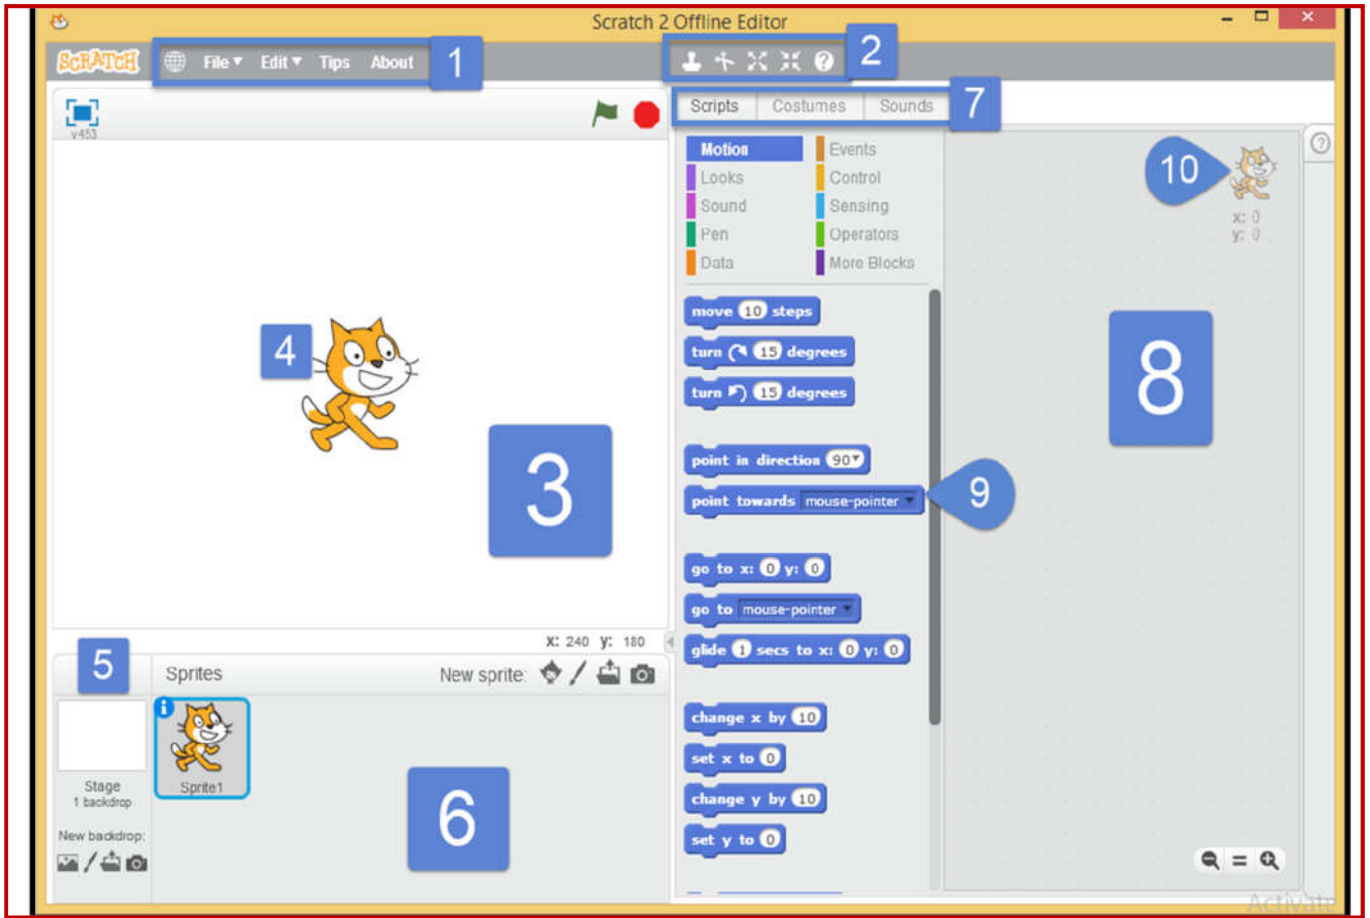 Scratch 2 Offline Editor
SCRATCH File Edit Tips About 1 2
v453
Scripts Costumes Sounds 7
Motion Events
Looks Control
Sound Sensing
Pen Operators
Data More Blocks
10
x: 0
y: 0
move 10 steps
turn 15 degrees
turn 15 degrees
4
3
8
point in direction 90
point towards mouse-pointer 9
go to x: 0 y: 0
go to mouse-pointer
glide 1 secs to x: 0 y: 0
change x by 10
set x to 0
change y by 10
set y to 0
X: 240 y: 180
5 Sprites New sprite:
Stage
1 backdrop
New backdrop:
Sprite1
6
Activate